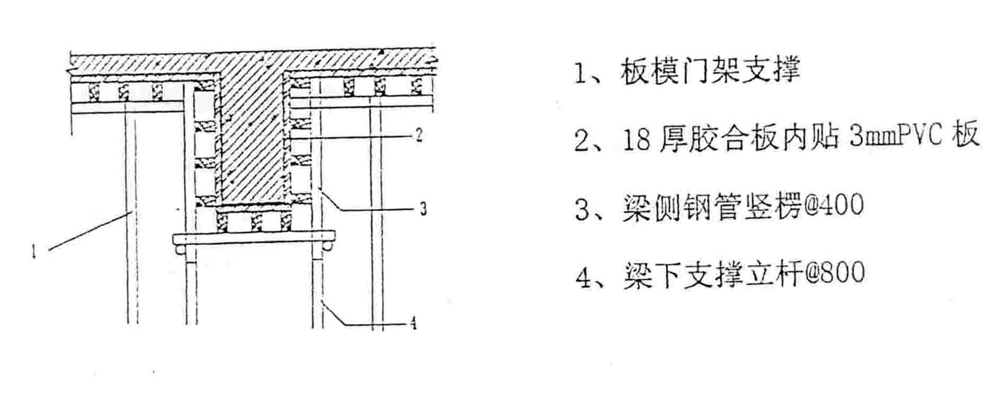 1、板模门架支撑
2、18厚胶合板内贴3mmPVC板
3、梁侧钢管竖楞@400
4、梁下支撑立杆@800
2
3
1
4